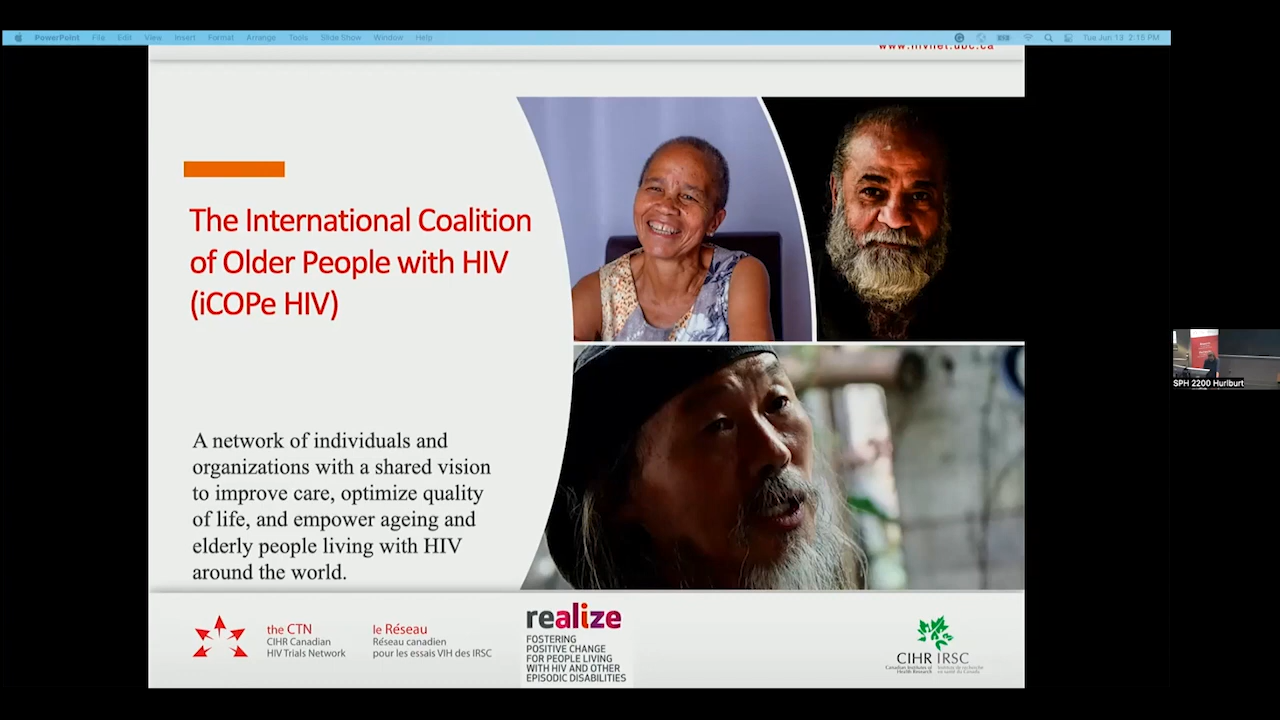 PowerPoint File Edit View Insert Format Arrange Tools Slide Show Window Help Tue Jun 13 2:15 PM
www.hivnet.ubc.ca
The International Coalition
of Older People with HIV
(iCOPe HIV)
A network of individuals and
organizations with a shared vision
to improve care, optimize quality
of life, and empower ageing and
elderly people living with HIV
around the world.
the CTN
CIHR Canadian
HIV Trials Network
le Réseau
Réseau canadien
pour les essais VIH des IRSC
realize
FOSTERING
POSITIVE CHANGE
FOR PEOPLE LIVING
WITH HIV AND OTHER
EPISODIC DISABILITIES
CIHR IRSC
Canadian Institutes of
Health Research
Instituts de recherche
en santé du Canada
SPH 2200 Hurlburt